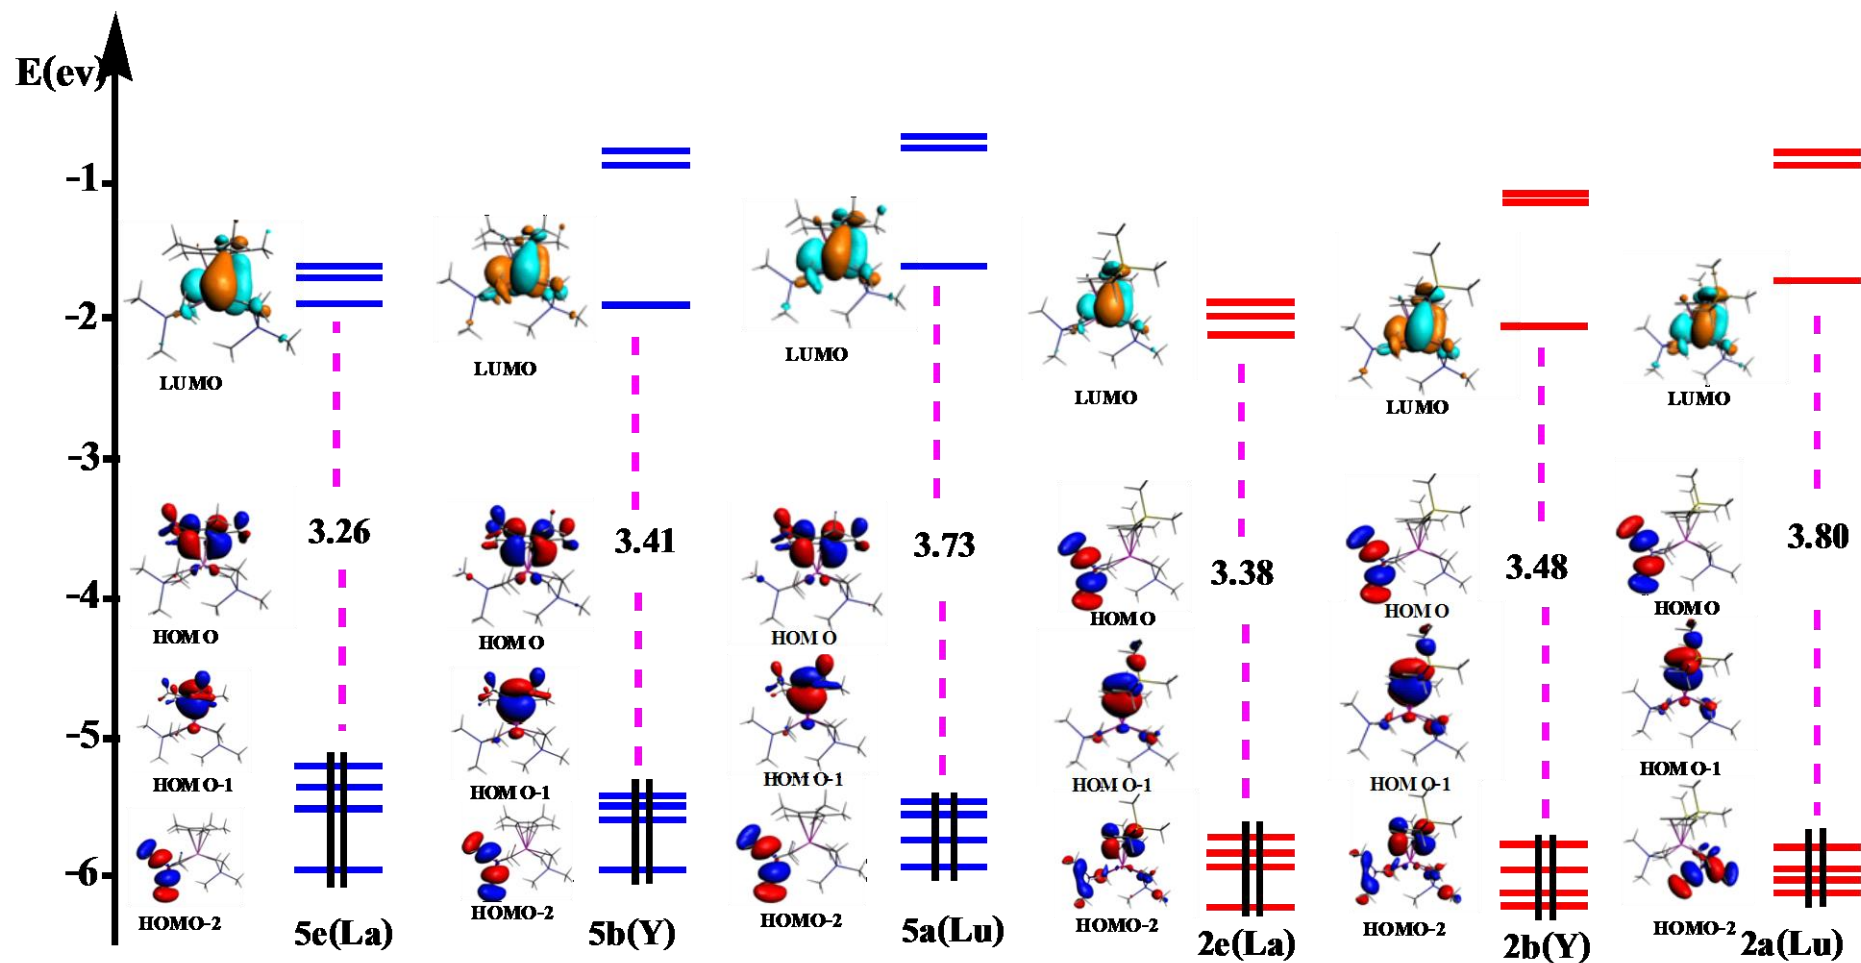 E(ev)
-1
-2
-3
-4
-5
-6
LUMO
LUMO
LUMO
LUMO
LUMO
LUMO
3.26
3.41
3.73
3.38
3.48
3.80
HOMO
HOMO
HOMO
HOMO
HOMO
HOMO
HOMO-1
HOMO-1
HOMO-1
HOMO-1
HOMO-1
HOMO-1
HOMO-2
HOMO-2
HOMO-2
HOMO-2
HOMO-2
HOMO-2
5e(La)
5b(Y)
5a(Lu)
2e(La)
2b(Y)
2a(Lu)